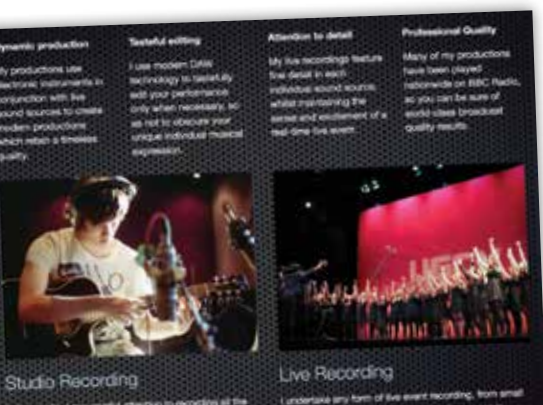 Dynamic production
My productions use
electronic instruments in
conjunction with live
sound sources to create
modern productions
which retain a timeless
quality.
Tasteful editing
I use modern DAW
technology to tastefully
edit your performance
only when necessary, so
as not to obscure your
unique individual musical
expression.
Attention to detail
My live recordings feature
fine detail in each
individual sound source,
whilst maintaining the
sense and excitement of a
real-time live event.
Professional Quality
Many of my productions
have been played
nationwide on BBC Radio,
so you can be sure of
world-class broadcast
quality results.
Studio Recording
attention to recording all the
Live Recording
I undertake any form of live event recording, from small